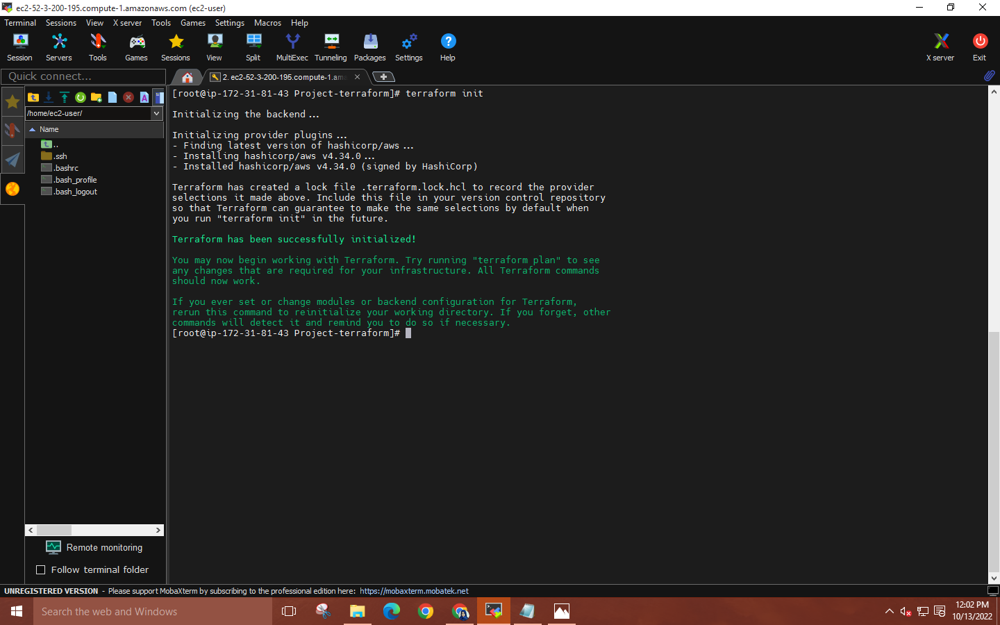 ec2-52-3-200-195.compute-1.amazonaws.com (ec2-user)
Terminal Sessions View X server Tools Games Settings Macros Help
Session Servers Tools Games Sessions View Split MultiExec Tunneling Packages Settings Help X server Exit
Quick connect...
2. ec2-52-3-200-195.compute-1.ama
/home/ec2-user/
Name
..
.ssh
.bashrc
.bash_profile
.bash_logout
[root@ip-172-31-81-43 Project-terraform]# terraform init
Initializing the backend...
Initializing provider plugins...
- Finding latest version of hashicorp/aws...
- Installing hashicorp/aws v4.34.0...
- Installed hashicorp/aws v4.34.0 (signed by HashiCorp)
Terraform has created a lock file .terraform.lock.hcl to record the provider
selections it made above. Include this file in your version control repository
so that Terraform can guarantee to make the same selections by default when
you run "terraform init" in the future.
Terraform has been successfully initialized!
You may now begin working with Terraform. Try running "terraform plan" to see
any changes that are required for your infrastructure. All Terraform commands
should now work.
If you ever set or change modules or backend configuration for Terraform,
rerun this command to reinitialize your working directory. If you forget, other
commands will detect it and remind you to do so if necessary.
[root@ip-172-31-81-43 Project-terraform]#
Remote monitoring
Follow terminal folder
UNREGISTERED VERSION - Please support MobaXterm by subscribing to the professional edition here: https://mobaxterm.mobatek.net
Search the web and Windows
12:02 PM
10/13/2022